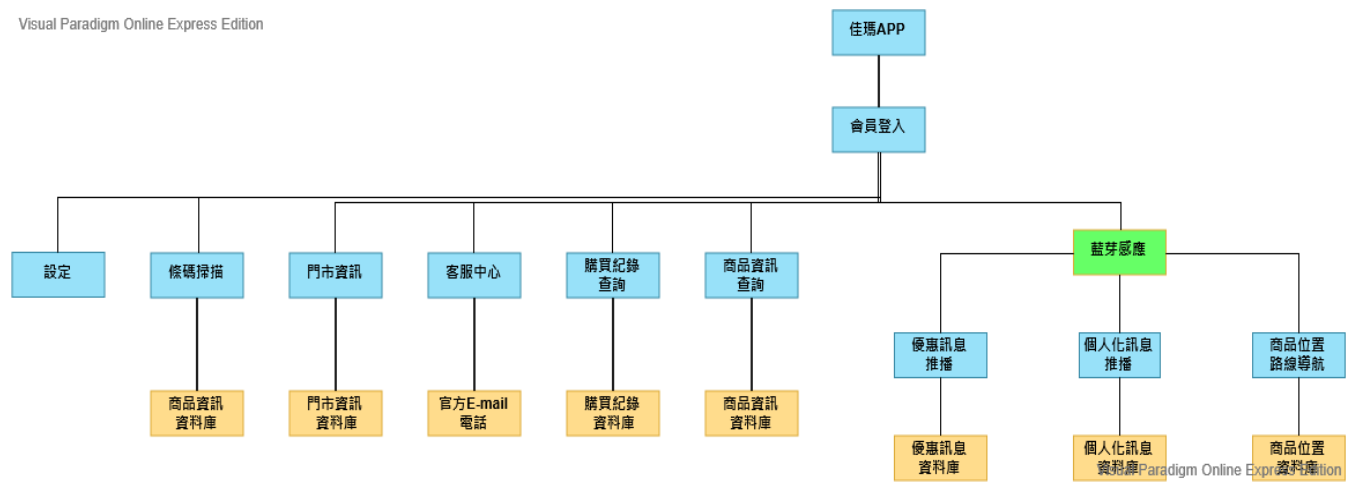 Visual Paradigm Online Express Edition
佳瑪APP
會員登入
設定
條碼掃描
門市資訊
客服中心
購買紀錄
查詢
商品資訊
查詢
藍芽感應
優惠訊息
推播
個人化訊息
推播
商品位置
路線導航
商品資訊
資料庫
門市資訊
資料庫
官方E-mail
電話
購買紀錄
資料庫
商品資訊
資料庫
優惠訊息
資料庫
個人化訊息
資料庫
商品位置
資料庫
Visual Paradigm Online Express Edition